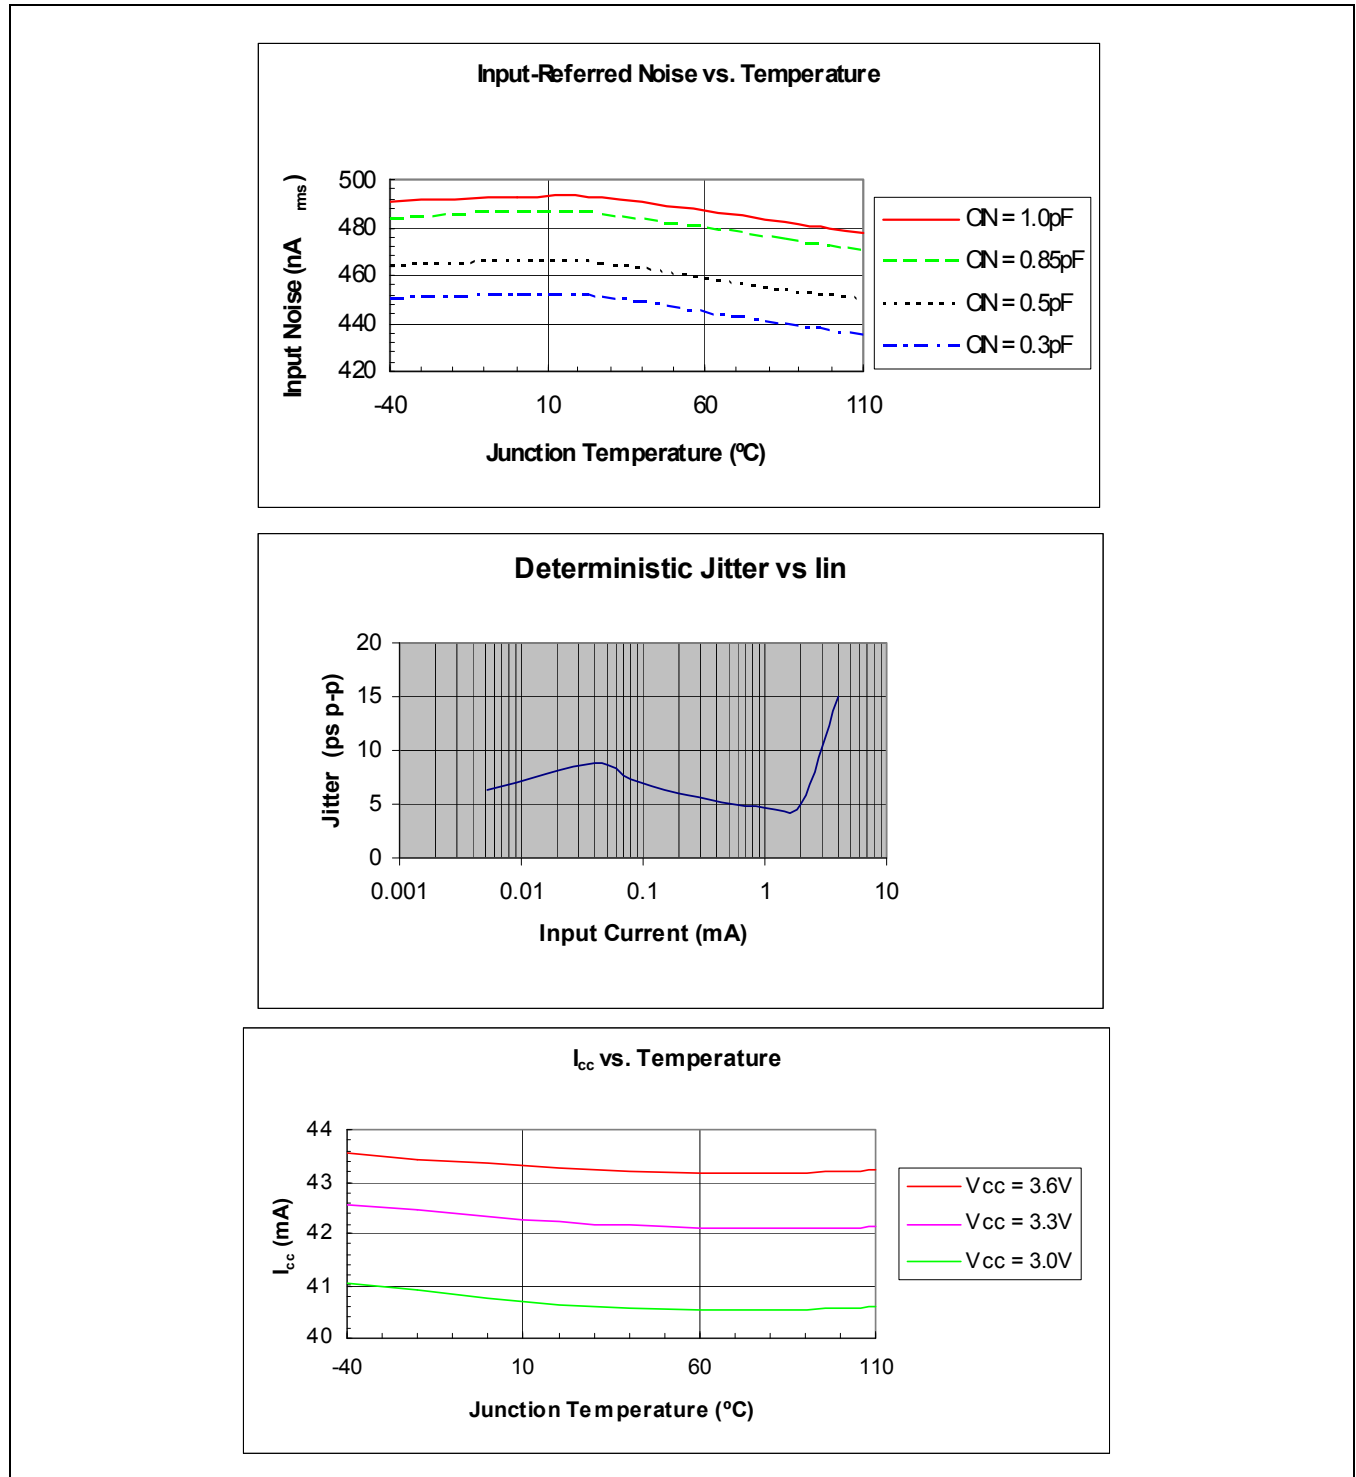 Input-Referred Noise vs. Temperature
Input Noise (nA rms)
500
480
460
440
420
-40 10 60 110
Junction Temperature (ºC)
CIN = 1.0pF
CIN = 0.85pF
CIN = 0.5pF
CIN = 0.3pF
Deterministic Jitter vs Iin
Jitter (ps p-p)
20
15
10
5
0
0.001 0.01 0.1 1 10
Input Current (mA)
Icc vs. Temperature
Icc (mA)
44
43
42
41
40
-40 10 60 110
Junction Temperature (ºC)
Vcc = 3.6V
Vcc = 3.3V
Vcc = 3.0V